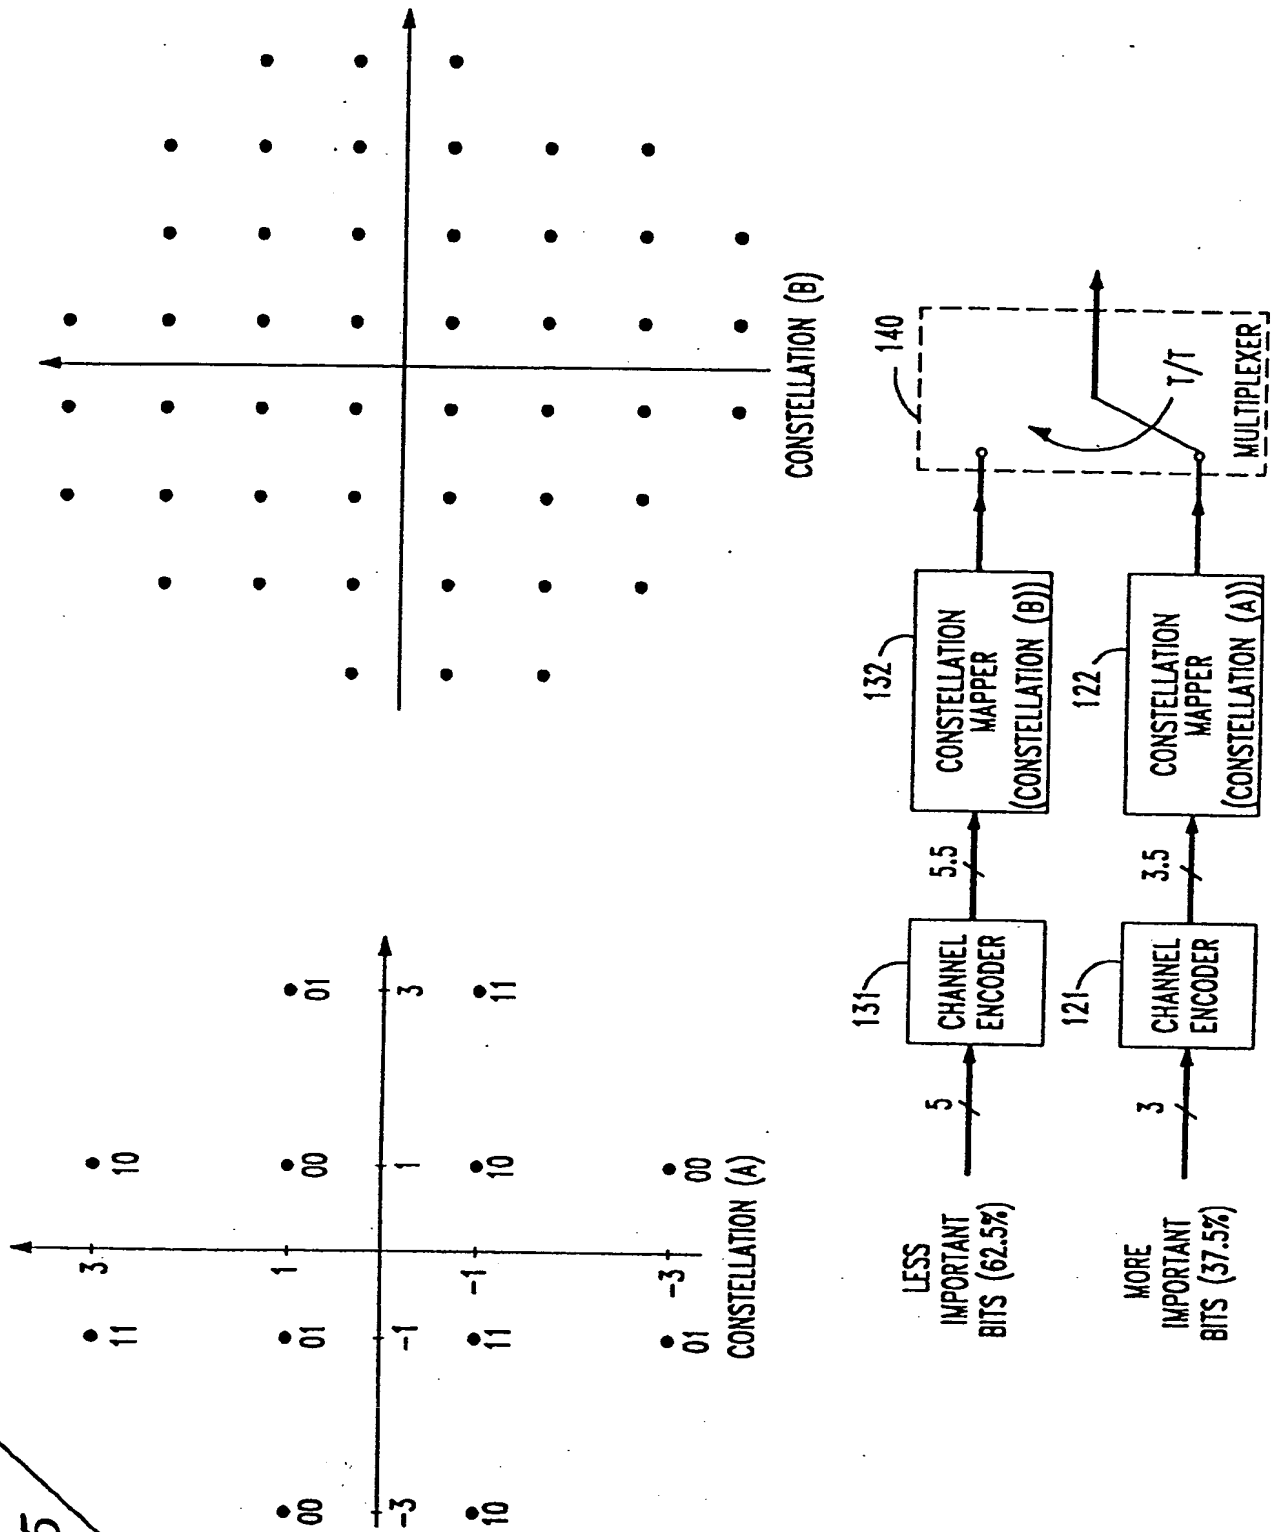 5
3
11
10
1
01
00
01
00
-3
-1
1
3
10
-1
11
10
11
-3
01
00
CONSTELLATION (A)
CONSTELLATION (B)
LESS
IMPORTANT
BITS (62.5%)
5
131
CHANNEL
ENCODER
5.5
132
CONSTELLATION
MAPPER
(CONSTELLATION (B))
140
MORE
IMPORTANT
BITS (37.5%)
3
121
CHANNEL
ENCODER
3.5
122
CONSTELLATION
MAPPER
(CONSTELLATION (A))
T/T
MULTIPLEXER